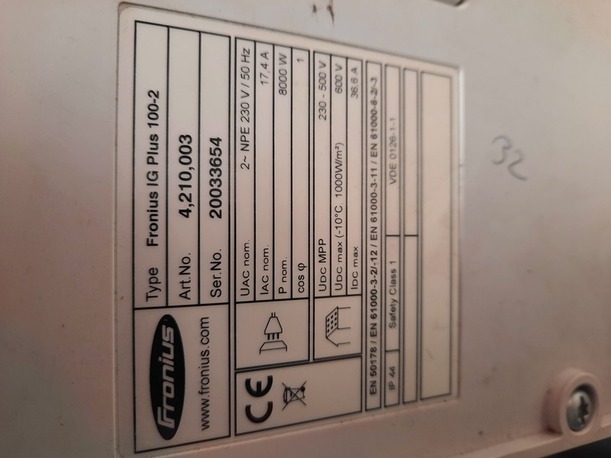 Fronius
www.fronius.com
Type Fronius IG Plus 100-2
Art.No. 4,210,003
Ser.No. 20033654
CE
UAC nom. 2~ NPE 230 V / 50 Hz
IAC nom. 17,4 A
P nom. 8000 W
cos φ 1
UDC MPP 230 - 500 V
UDC max (-10°C 1000W/m²) 600 V
IDC max 36,6 A
EN 50178 / EN 61000-3-2/-12 / EN 61000-3-11 / EN 61000-6-2/-3
IP 44 Safety Class 1 VDE 0126-1-1